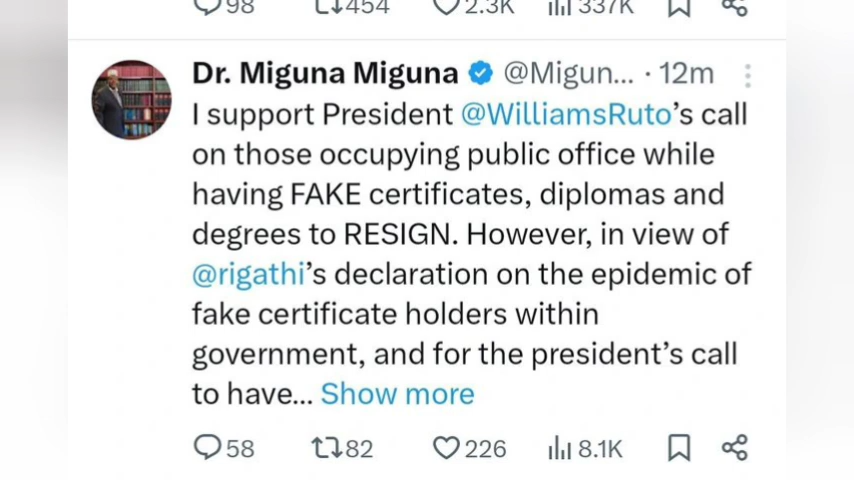 98 454 2.3K 337K
Dr. Miguna Miguna @Migun... · 12m
I support President @WilliamsRuto's call
on those occupying public office while
having FAKE certificates, diplomas and
degrees to RESIGN. However, in view of
@rigathi's declaration on the epidemic of
fake certificate holders within
government, and for the president's call
to have... Show more
58 82 226 8.1K